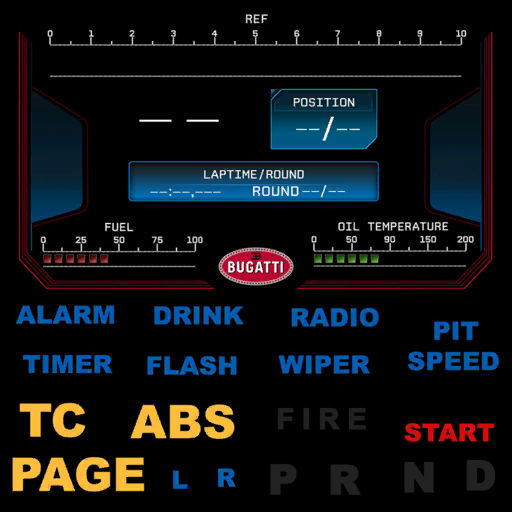 REF
0 1 2 3 4 5 6 7 8 9 10
POSITION
-- --
--/--
LAPTIME/ROUND
--:--,--- ROUND--/--
FUEL
0 25 50 75 100
OIL TEMPERATURE
0 50 90 150 200
EB
BUGATTI
ALARM DRINK RADIO PIT
SPEED
TIMER FLASH WIPER
TC ABS FIRE START
PAGE L R P R N D